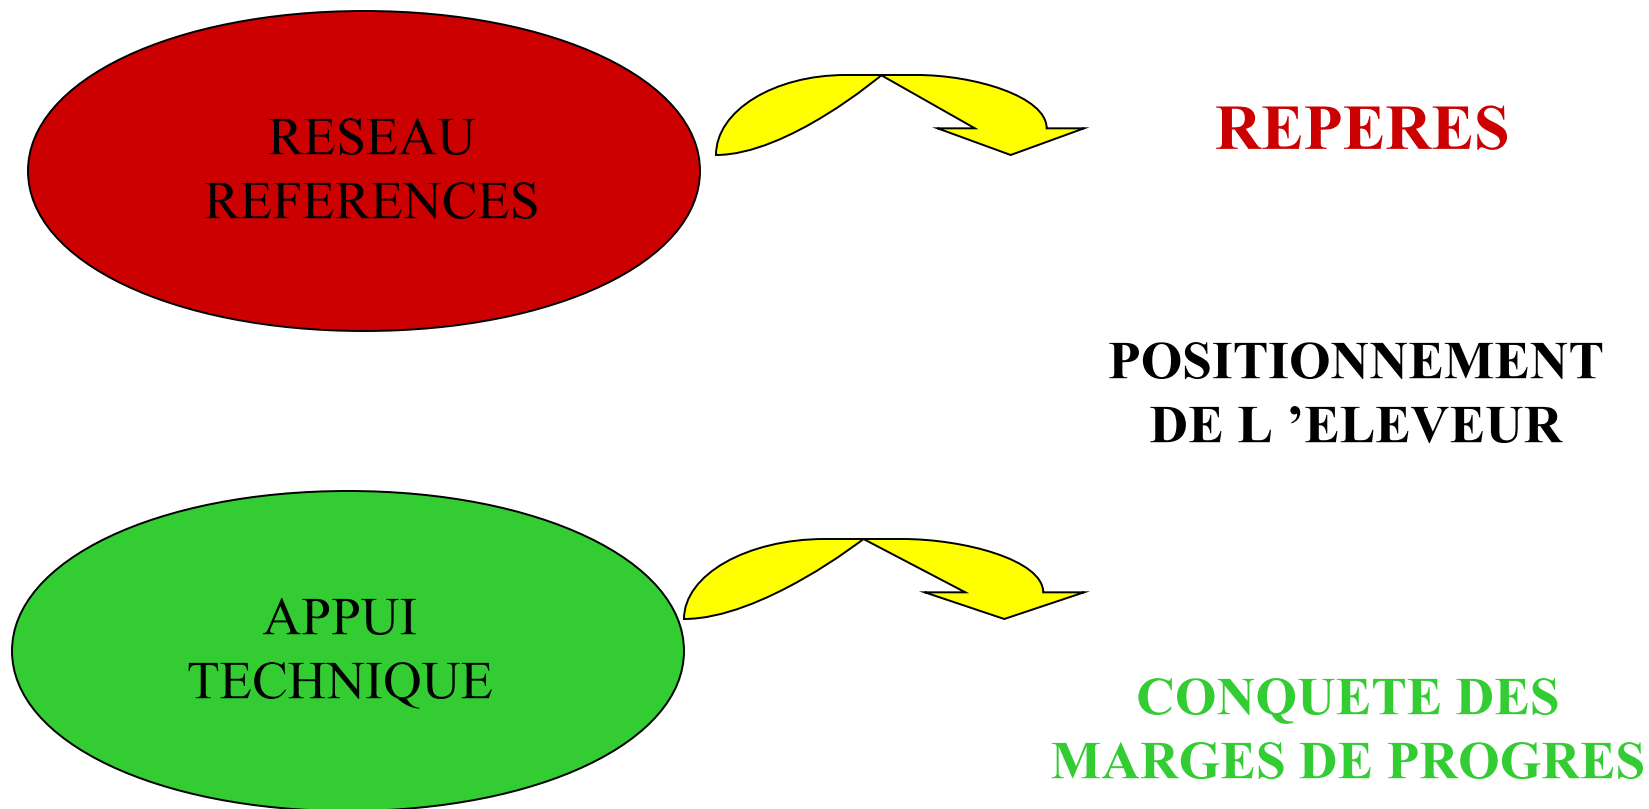 RESEAU
REFERENCES
REPERES
POSITIONNEMENT
DE L ’ELEVEUR
APPUI
TECHNIQUE
CONQUETE DES
MARGES DE PROGRES